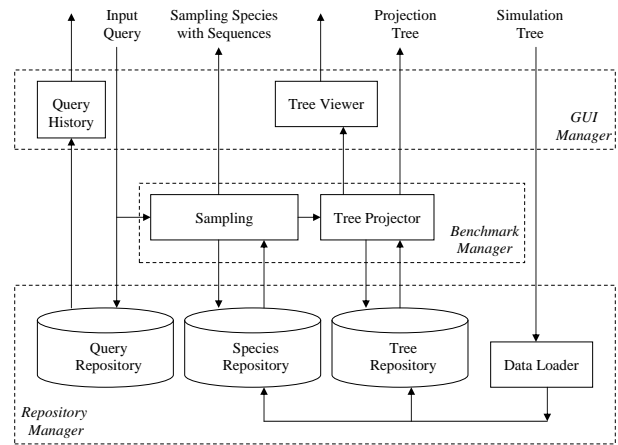 Input
Query
Sampling Species
with Sequences
Projection
Tree
Simulation
Tree
Query
History
Tree Viewer
GUI
Manager
Sampling
Tree Projector
Benchmark
Manager
Query
Repository
Species
Repository
Tree
Repository
Data Loader
Repository
Manager